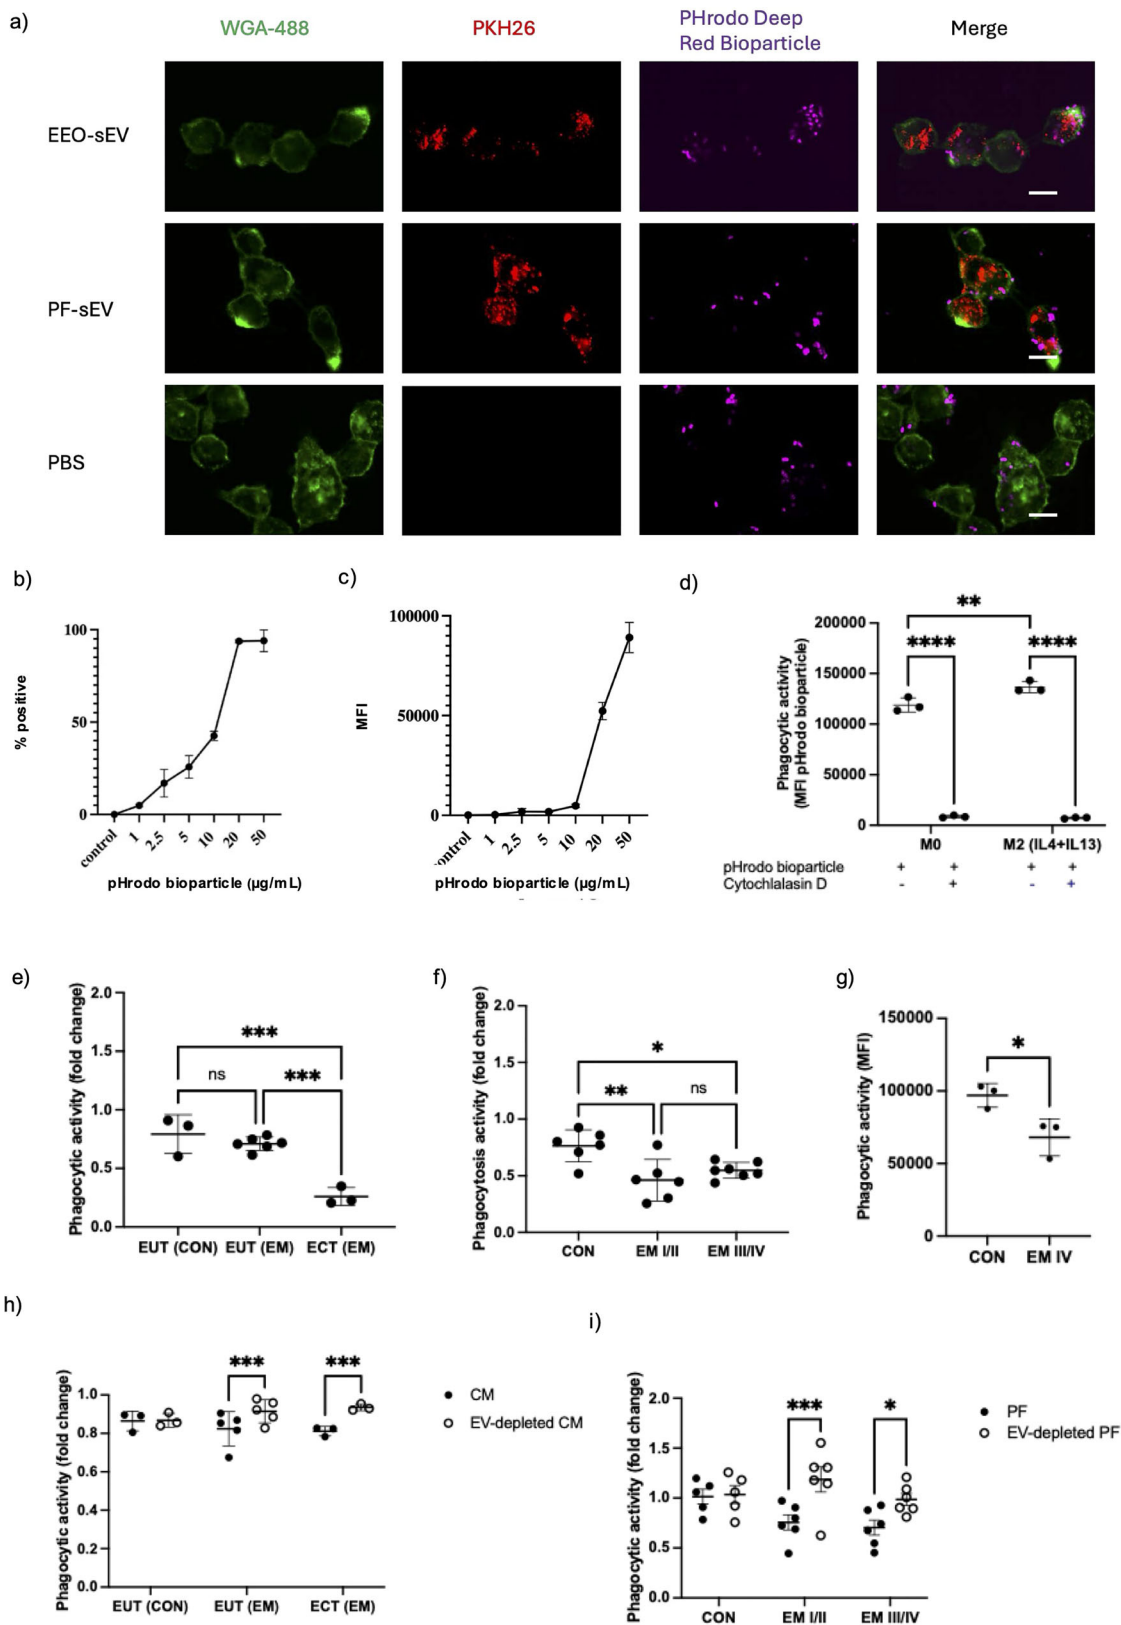 a)
WGA-488
PKH26
PHrodo Deep
Red Bioparticle
Merge
EEO-sEV
PF-sEV
PBS
b)
% positive
100
50
0
control
1
2.5
5
10
20
50
pHrodo bioparticle (µg/mL)
c)
MFI
100000
50000
0
ontrol
1
2.5
5
10
20
50
pHrodo bioparticle (µg/mL)
d)
Phagocytic activity
(MFI pHrodo bioparticle)
200000
150000
100000
50000
0
**
****
****
M0
M2 (IL4+IL13)
pHrodo bioparticle + + + +
Cytochlalasin D - + - +
e)
Phagocytic activity (fold change)
2.0
1.5
1.0
0.5
0.0
***
ns
***
EUT (CON)
EUT (EM)
ECT (EM)
f)
Phagocytosis activity (fold change)
2.0
1.5
1.0
0.5
0.0
*
**
ns
CON
EM I/II
EM III/IV
g)
Phagocytic activity (MFI)
150000
100000
50000
0
*
CON
EM IV
h)
Phagocytic activity (fold change)
1.0
0.8
0.6
0.4
0.2
0.0
***
***
EUT (CON)
EUT (EM)
ECT (EM)
CM
EV-depleted CM
i)
Phagocytic activity (fold change)
2.0
1.5
1.0
0.5
0.0
***
*
CON
EM I/II
EM III/IV
PF
EV-depleted PF